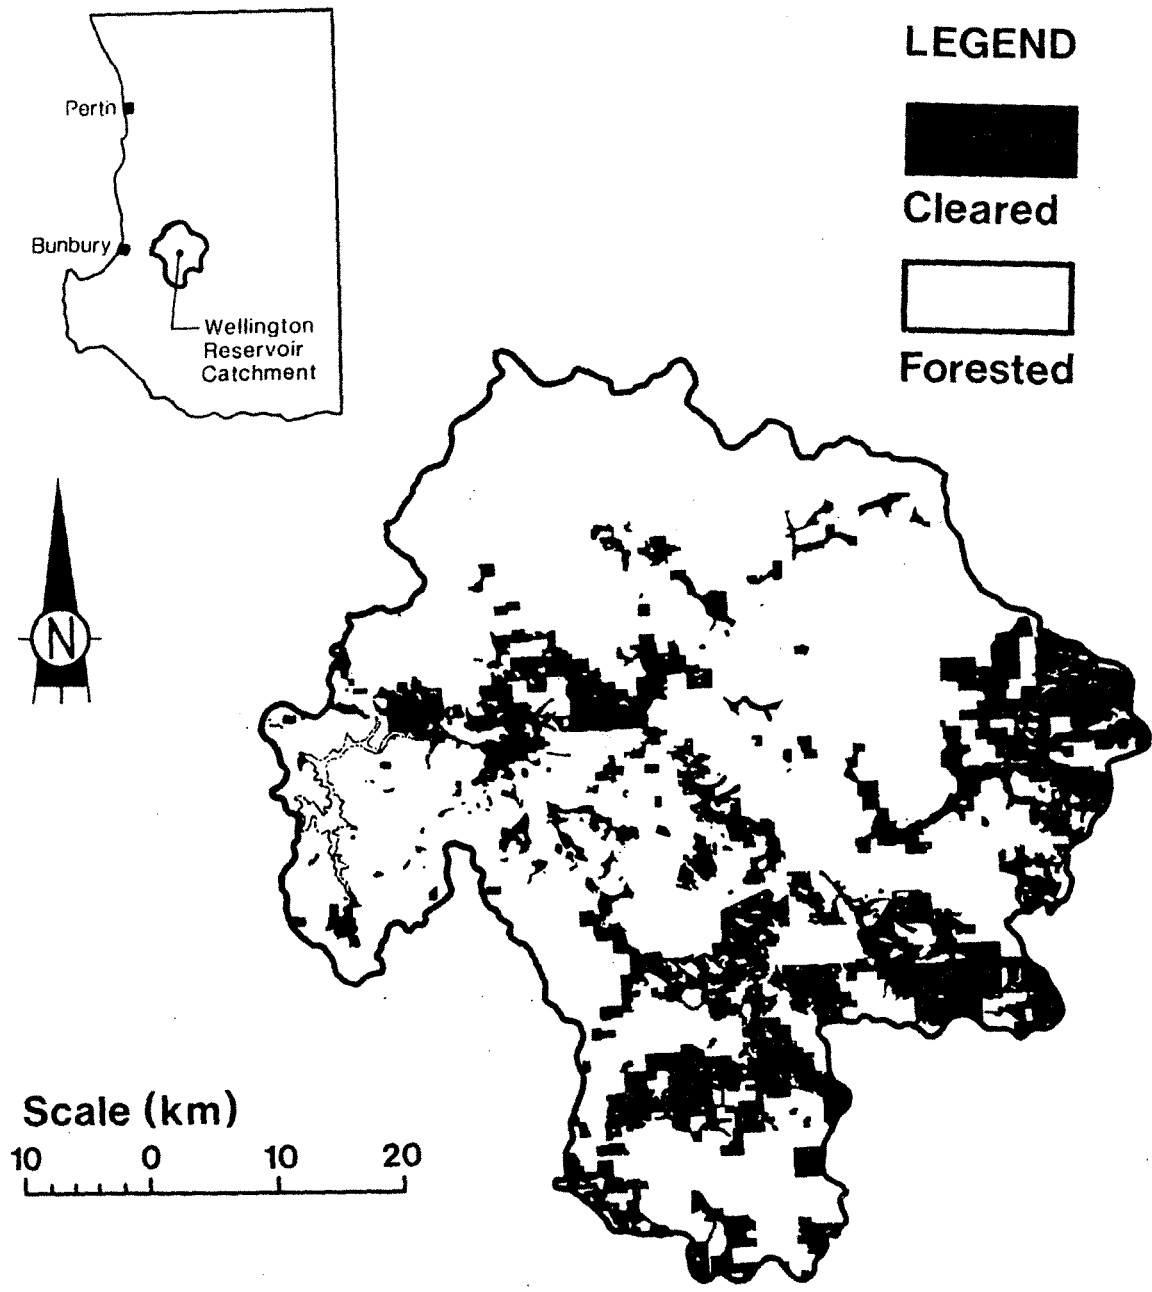 LEGEND
Perth
Cleared
Bunbury
Wellington
Reservoir
Catchment
Forested
N
Scale (km)
10 0 10 20